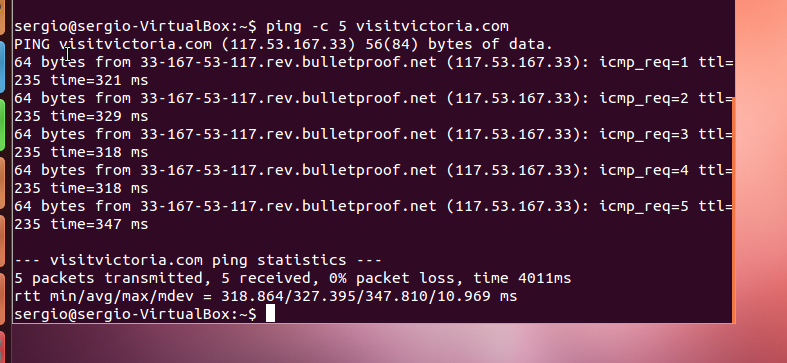 sergio@sergio-VirtualBox:~$ ping -c 5 visitvictoria.com
PING visitvictoria.com (117.53.167.33) 56(84) bytes of data.
64 bytes from 33-167-53-117.rev.bulletproof.net (117.53.167.33): icmp_req=1 ttl=
235 time=321 ms
64 bytes from 33-167-53-117.rev.bulletproof.net (117.53.167.33): icmp_req=2 ttl=
235 time=329 ms
64 bytes from 33-167-53-117.rev.bulletproof.net (117.53.167.33): icmp_req=3 ttl=
235 time=318 ms
64 bytes from 33-167-53-117.rev.bulletproof.net (117.53.167.33): icmp_req=4 ttl=
235 time=318 ms
64 bytes from 33-167-53-117.rev.bulletproof.net (117.53.167.33): icmp_req=5 ttl=
235 time=347 ms
--- visitvictoria.com ping statistics ---
5 packets transmitted, 5 received, 0% packet loss, time 4011ms
rtt min/avg/max/mdev = 318.864/327.395/347.810/10.969 ms
sergio@sergio-VirtualBox:~$